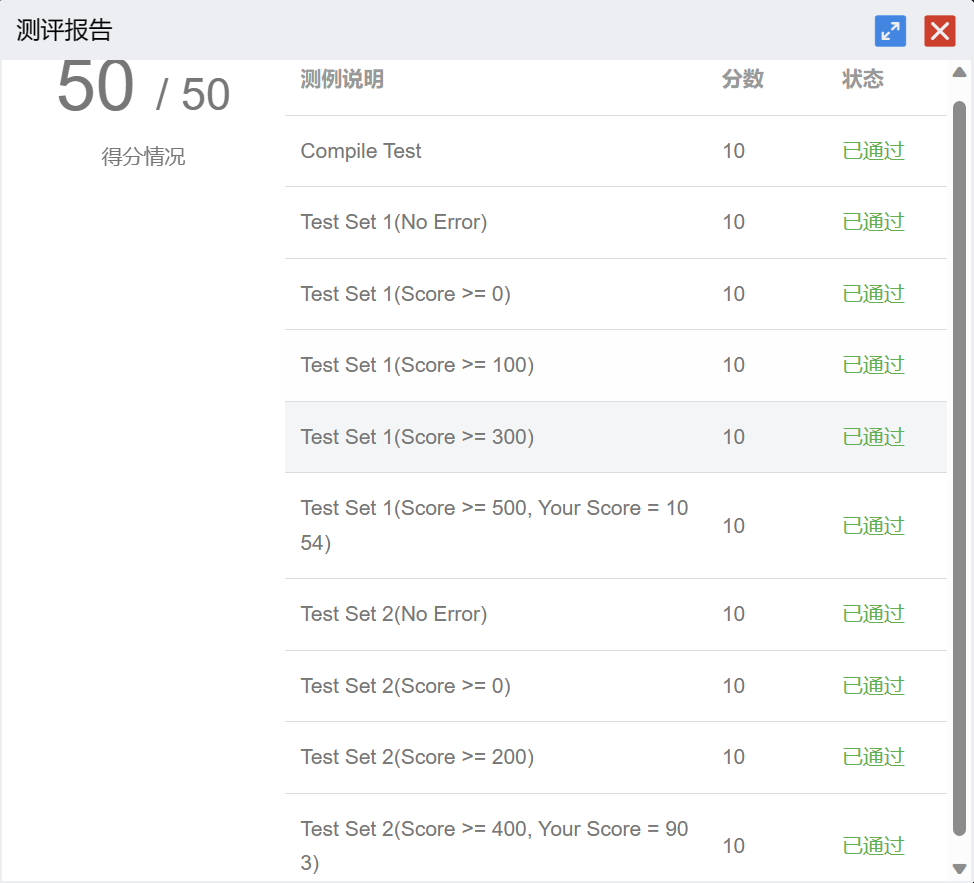 测评报告
50 / 50
得分情况
测例说明 分数 状态
Compile Test 10 已通过
Test Set 1(No Error) 10 已通过
Test Set 1(Score >= 0) 10 已通过
Test Set 1(Score >= 100) 10 已通过
Test Set 1(Score >= 300) 10 已通过
Test Set 1(Score >= 500, Your Score = 10
54) 10 已通过
Test Set 2(No Error) 10 已通过
Test Set 2(Score >= 0) 10 已通过
Test Set 2(Score >= 200) 10 已通过
Test Set 2(Score >= 400, Your Score = 90
3) 10 已通过